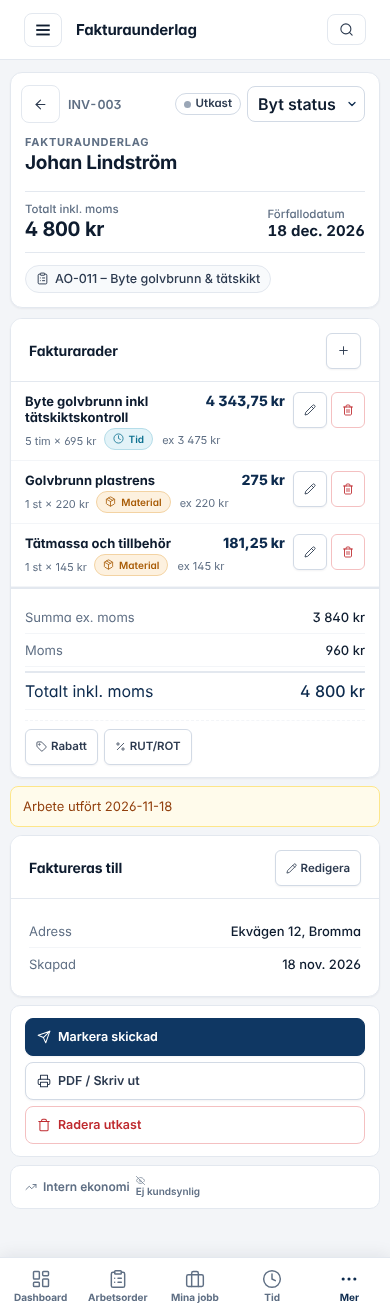 Fakturaunderlag
INV-003
Utkast
Byt status
FAKTURAUNDERLAG
Johan Lindström
Totalt inkl. moms
4 800 kr
Förfallodatum
18 dec. 2026
AO-011 – Byte golvbrunn & tätskikt
Fakturarader
Byte golvbrunn inkl
tätskiktskontroll
4 343,75 kr
5 tim × 695 kr Tid ex 3 475 kr
Golvbrunn plastrens 275 kr
1 st × 220 kr Material ex 220 kr
Tätmassa och tillbehör 181,25 kr
1 st × 145 kr Material ex 145 kr
Summa ex. moms 3 840 kr
Moms 960 kr
Totalt inkl. moms 4 800 kr
Rabatt RUT/ROT
Arbete utfört 2026-11-18
Faktureras till Redigera
Adress Ekvägen 12, Bromma
Skapad 18 nov. 2026
Markera skickad
PDF / Skriv ut
Radera utkast
Intern ekonomi Ej kundsynlig
Dashboard Arbetsorder Mina jobb Tid Mer